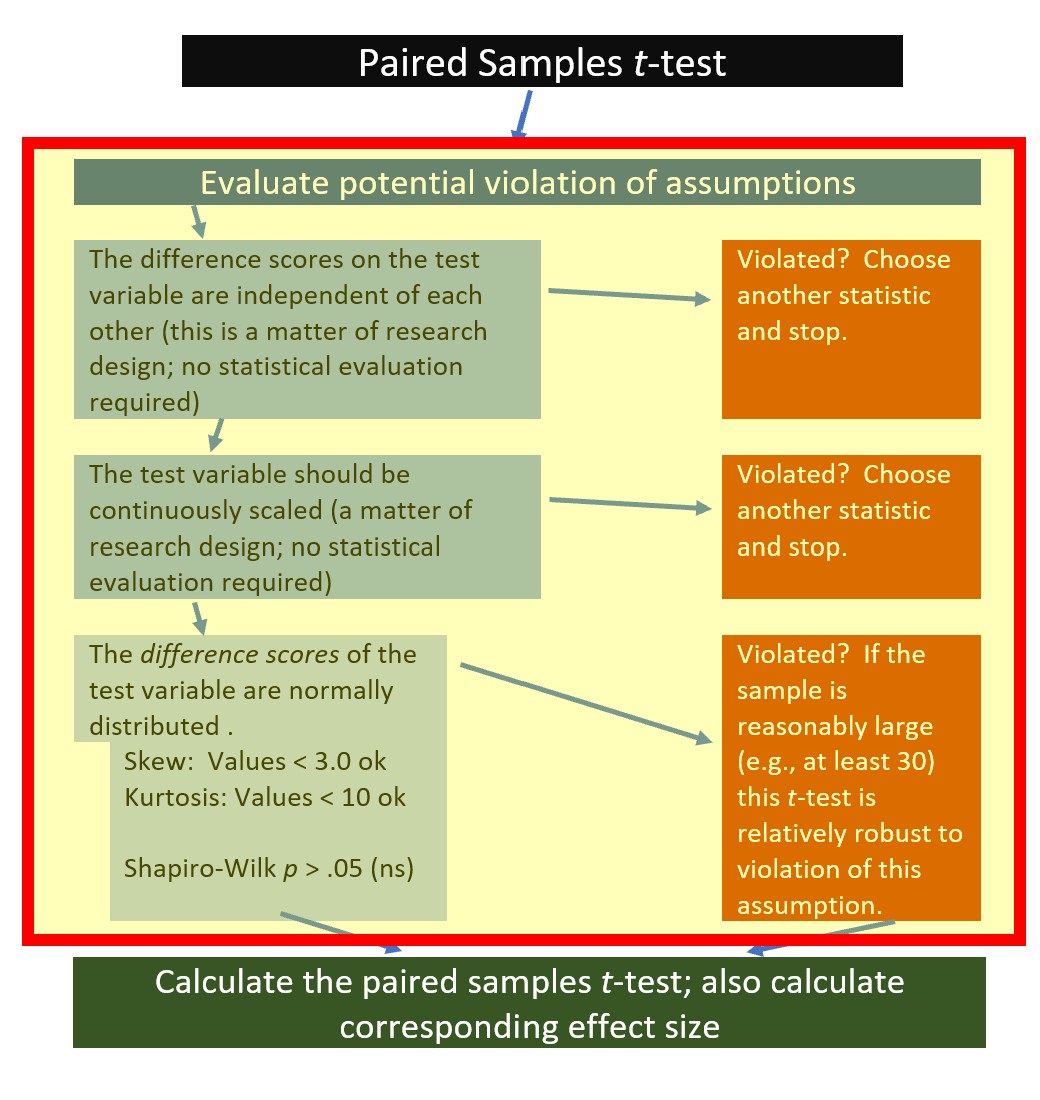 Paired Samples t-test
Evaluate potential violation of assumptions
The difference scores on the test
variable are independent of each
other (this is a matter of research
design; no statistical evaluation
required)
Violated?  Choose
another statistic
and stop.
The test variable should be
continuously scaled (a matter of
research design; no statistical
evaluation required)
Violated?  Choose
another statistic
and stop.
The difference scores of the
test variable are normally
distributed .
Skew:  Values < 3.0 ok
Kurtosis: Values < 10 ok
Shapiro-Wilk p > .05 (ns)
Violated?  If the
sample is
reasonably large
(e.g., at least 30)
this t-test is
relatively robust to
violation of this
assumption.
Calculate the paired samples t-test; also calculate
corresponding effect size